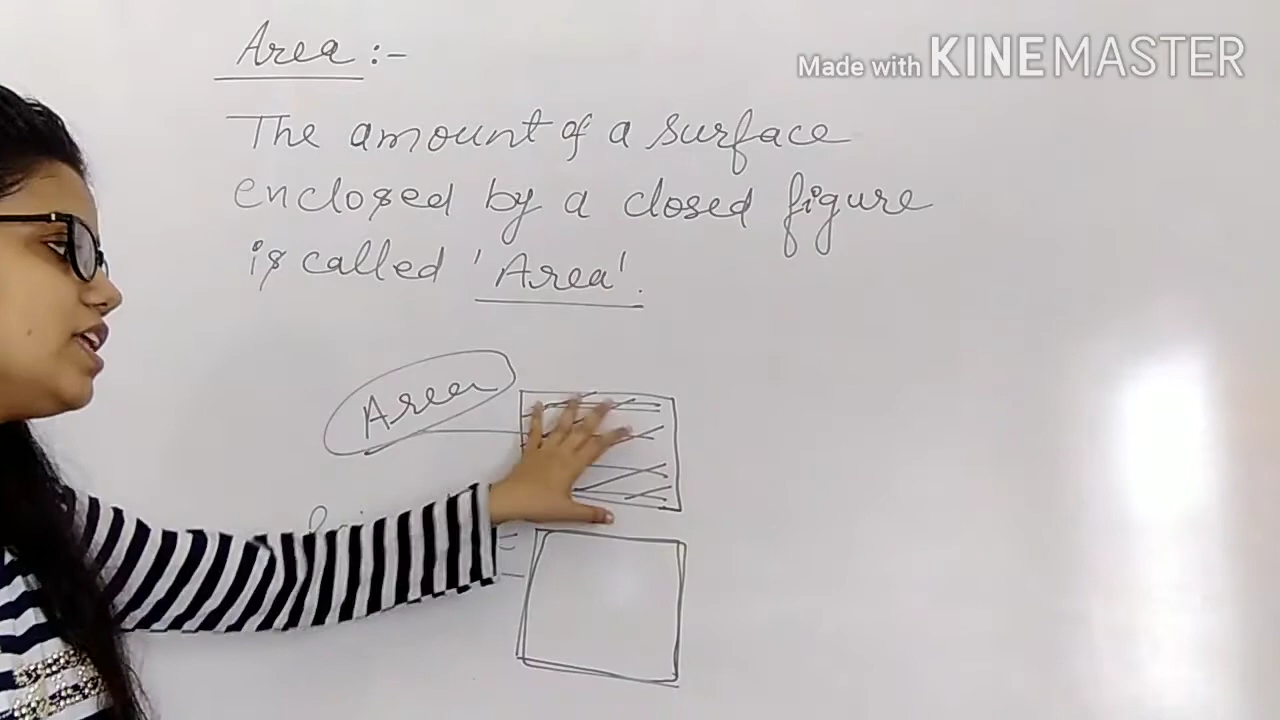 Area :-
Made with KINEMASTER
The amount of a surface
enclosed by a closed figure
is called 'Area'.
Area